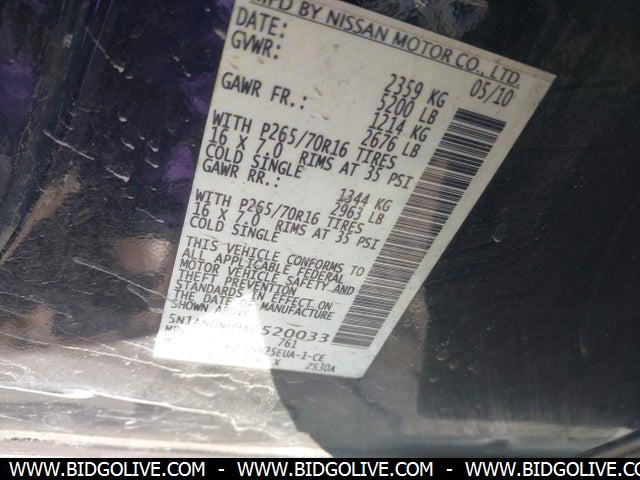 MFD BY NISSAN MOTOR CO., LTD.
DATE: 05/10
GVWR: 2359 KG
5200 LB
GAWR FR.: 1214 KG
2676 LB
WITH P265/70R16 TIRES
16 X 7.0 RIMS AT 35 PSI
COLD SINGLE
GAWR RR.: 1344 KG
2963 LB
WITH P265/70R16 TIRES
16 X 7.0 RIMS AT 35 PSI
COLD SINGLE
THIS VEHICLE CONFORMS TO
ALL APPLICABLE FEDERAL
MOTOR VEHICLE SAFETY AND
THEFT PREVENTION
STANDARDS IN EFFECT ON
THE DATE OF MANUFACTURE
SHOWN ABOVE
520033
761
25EUA-1-CE
X ZS30A
WWW.BIDGOLIVE.COM - WWW.BIDGOLIVE.COM - WWW.BIDGOLIVE.COM